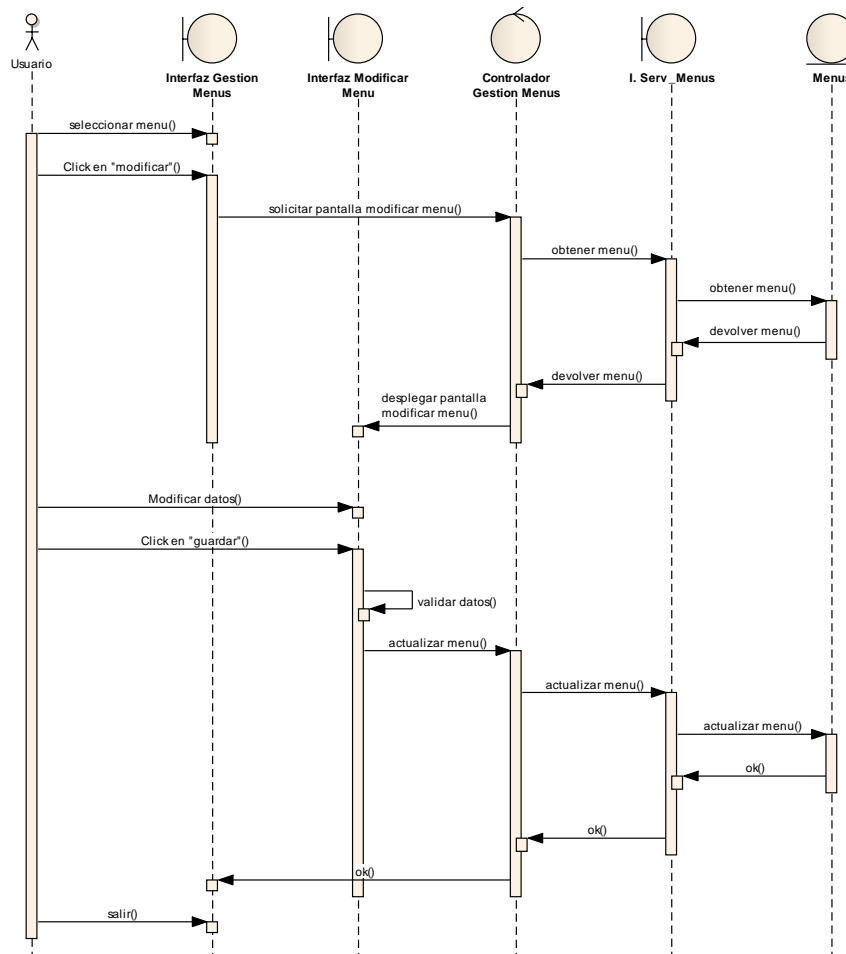 Usuario
Interfaz Gestion
Menus
Interfaz Modificar
Menu
Controlador
Gestion Menus
I. Serv_Menus
Menus
seleccionar menu()
Click en "modificar"()
solicitar pantalla modificar menu()
obtener menu()
obtener menu()
devolver menu()
devolver menu()
desplegar pantalla
modificar menu()
Modificar datos()
Click en "guardar"()
validar datos()
actualizar menu()
actualizar menu()
actualizar menu()
ok()
ok()
ok()
salir()